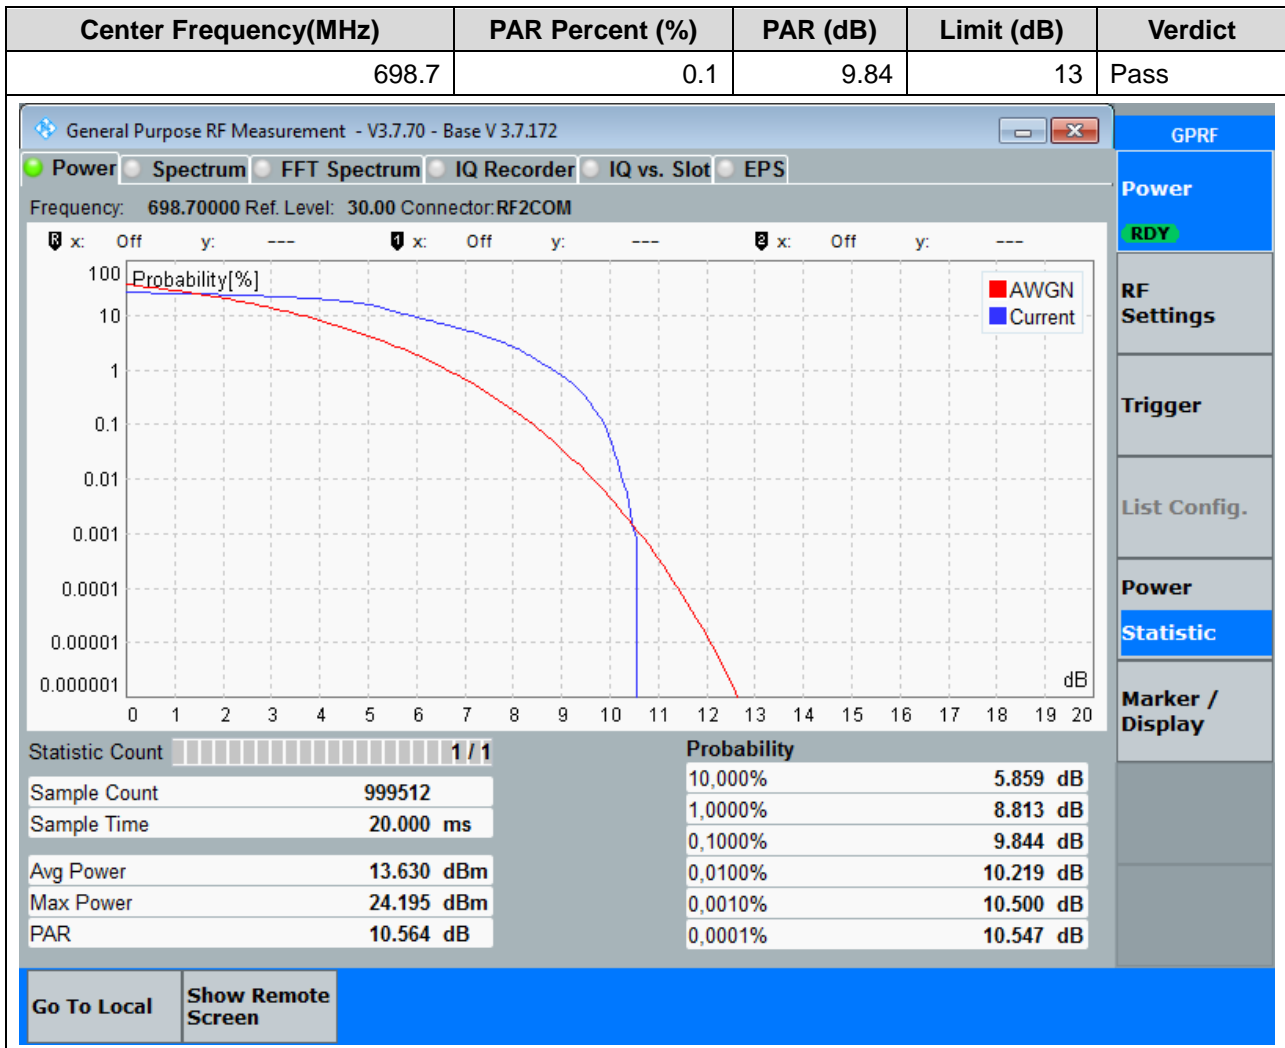 Center Frequency(MHz) PAR Percent (%) PAR (dB) Limit (dB) Verdict
698.7 0.1 9.84 13 Pass
General Purpose RF Measurement - V3.7.70 - Base V 3.7.172
GPRF
Power Spectrum FFT Spectrum IQ Recorder IQ vs. Slot EPS
Power
RDY
Frequency: 698.70000 Ref. Level: 30.00 Connector:RF2COM
R x: Off y: --- 1 x: Off y: --- 2 x: Off y: ---
100 Probability[%]
AWGN
Current
10
1
0.1
0.01
0.001
0.0001
0.00001
0.000001
dB
0 1 2 3 4 5 6 7 8 9 10 11 12 13 14 15 16 17 18 19 20
RF
Settings
Trigger
List Config.
Power
Statistic
Marker /
Display
Statistic Count 1 / 1
Sample Count 999512
Sample Time 20.000 ms
Avg Power 13.630 dBm
Max Power 24.195 dBm
PAR 10.564 dB
Probability
10,000% 5.859 dB
1,0000% 8.813 dB
0,1000% 9.844 dB
0,0100% 10.219 dB
0,0010% 10.500 dB
0,0001% 10.547 dB
Go To Local
Show Remote
Screen